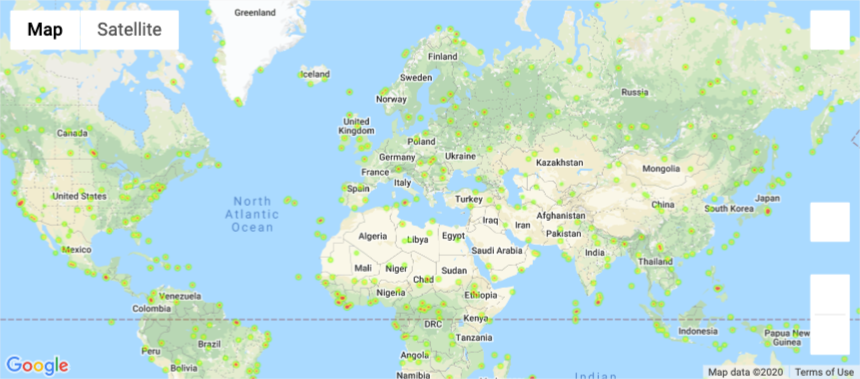 Map
Satellite
Greenland
Iceland
Finland
Sweden
Norway
Russia
United
Kingdom
Canada
Poland
Germany
Ukraine
Kazakhstan
France
Mongolia
Italy
Spain
United States
Turkey
China
Japan
South Korea
North
Atlantic
Ocean
Iraq
Iran
Afghanistan
Pakistan
Algeria
Libya
Egypt
Mexico
Saudi Arabia
India
Thailand
Mali
Niger
Chad
Sudan
Nigeria
Ethiopia
Venezuela
Colombia
Kenya
DRC
Indonesia
Papua New
Guinea
Tanzania
Brazil
Peru
Angola
Bolivia
Namibia
Indian
Google
Map data ©2020
Terms of Use